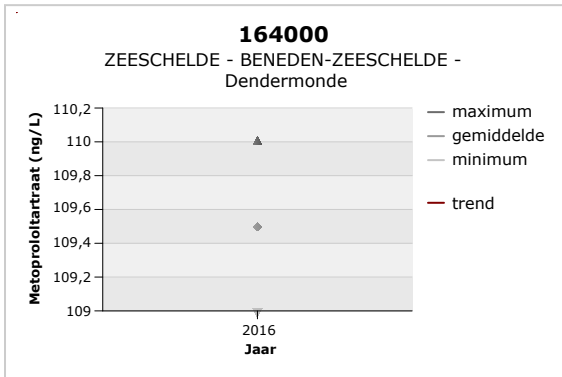 164000
ZEESCHELDE - BENEDEN-ZEESCHELDE -
Dendermonde
Metoprololtartraat (ng/L)
110,2
110
109,8
109,6
109,4
109,2
109
2016
Jaar
maximum
gemiddelde
minimum
trend